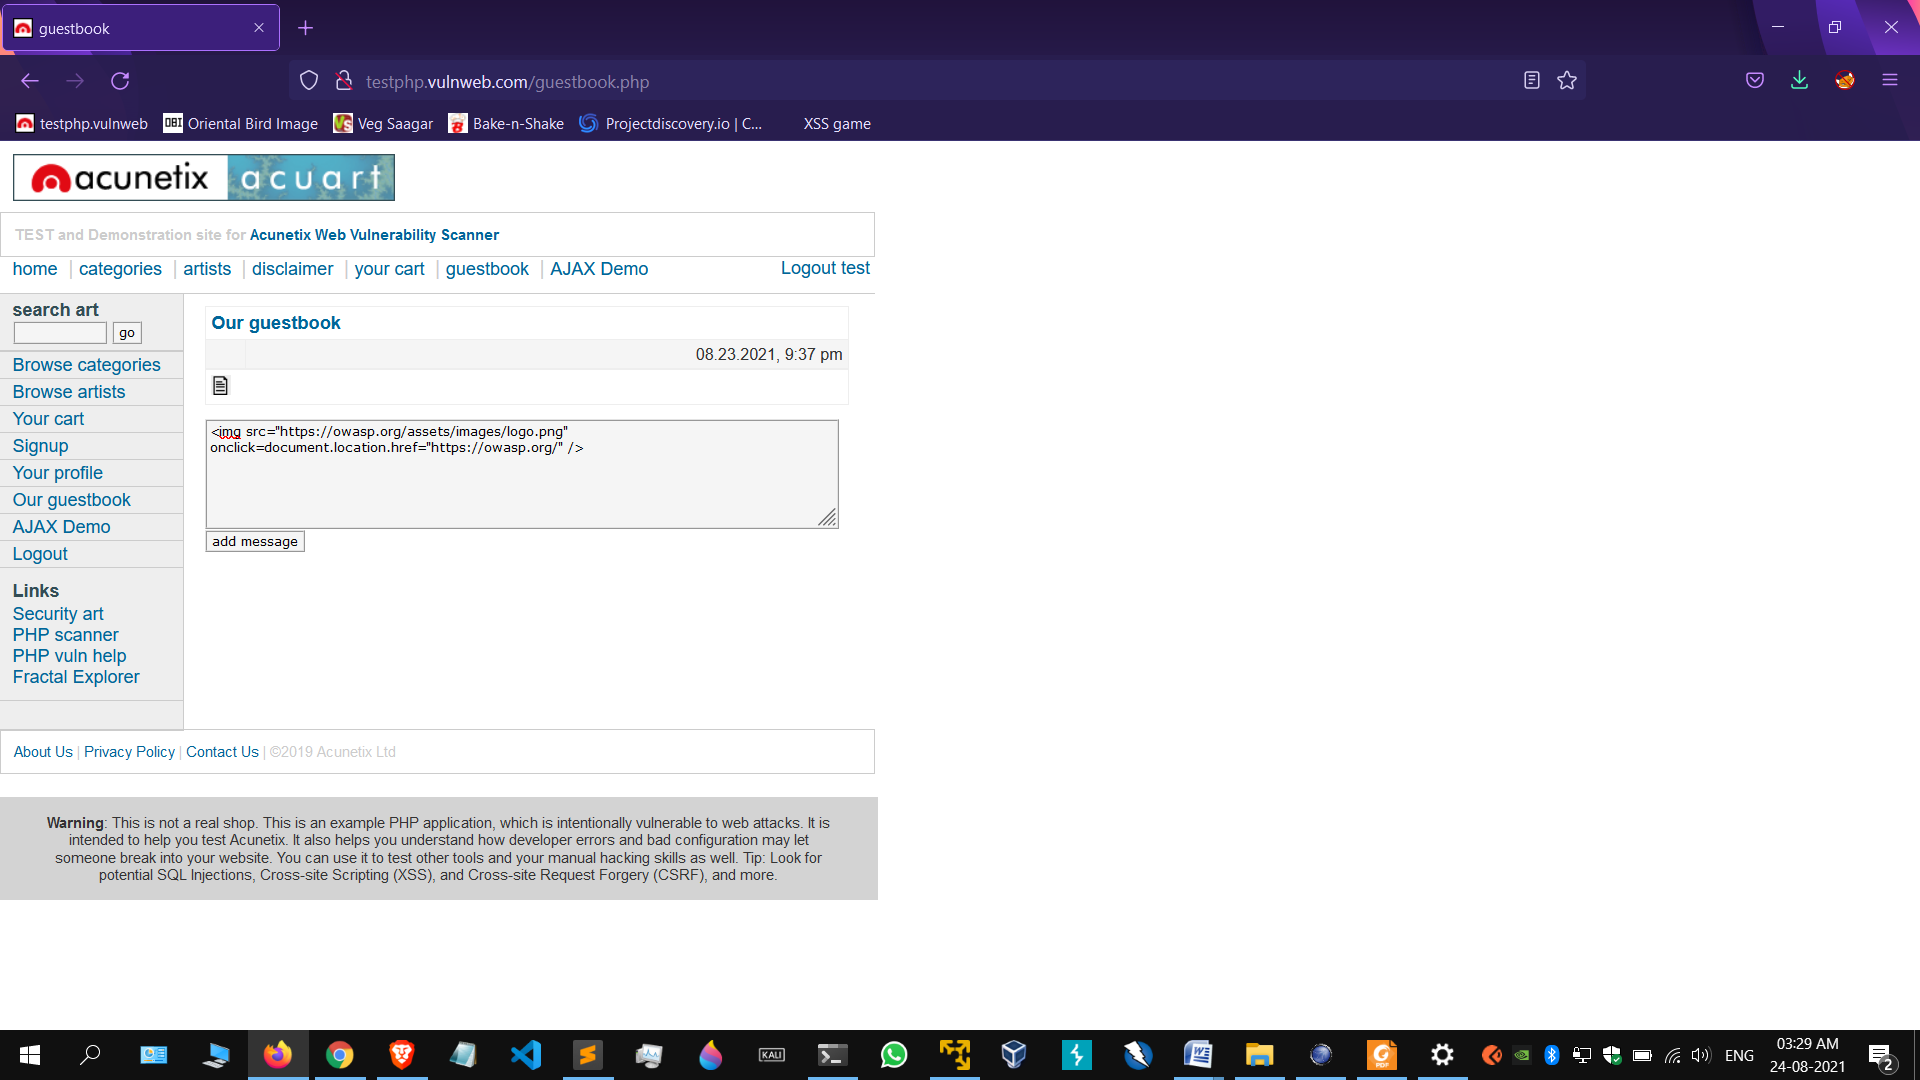 guestbook
testphp.vulnweb.com/guestbook.php
testphp.vulnweb
OBI Oriental Bird Image
Veg Saagar
Bake-n-Shake
Projectdiscovery.io | C...
XSS game
acunetix acuart
TEST and Demonstration site for Acunetix Web Vulnerability Scanner
home | categories | artists | disclaimer | your cart | guestbook | AJAX Demo
Logout test
search art
go
Browse categories
Browse artists
Your cart
Signup
Your profile
Our guestbook
AJAX Demo
Logout
Links
Security art
PHP scanner
PHP vuln help
Fractal Explorer
Our guestbook
08.23.2021, 9:37 pm
<img src="https://owasp.org/assets/images/logo.png"
onclick=document.location.href="https://owasp.org/" />
add message
About Us | Privacy Policy | Contact Us | ©2019 Acunetix Ltd
Warning: This is not a real shop. This is an example PHP application, which is intentionally vulnerable to web attacks. It is
intended to help you test Acunetix. It also helps you understand how developer errors and bad configuration may let
someone break into your website. You can use it to test other tools and your manual hacking skills as well. Tip: Look for
potential SQL Injections, Cross-site Scripting (XSS), and Cross-site Request Forgery (CSRF), and more.
KALI
PDF
ENG
03:29 AM
24-08-2021
2